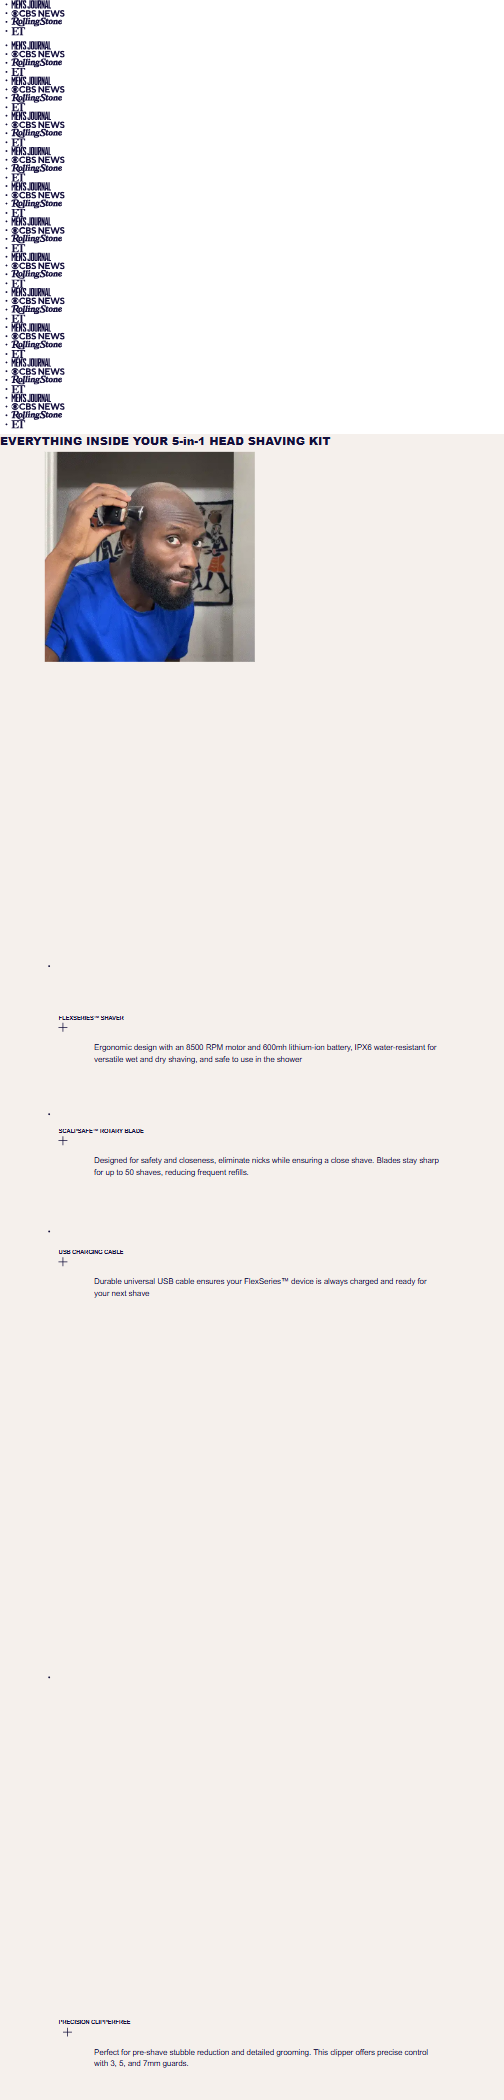 MEN'S JOURNAL
CBS NEWS
RollingStone
ET
MEN'S JOURNAL
CBS NEWS
RollingStone
ET
MEN'S JOURNAL
CBS NEWS
RollingStone
ET
MEN'S JOURNAL
CBS NEWS
RollingStone
ET
MEN'S JOURNAL
CBS NEWS
RollingStone
ET
MEN'S JOURNAL
CBS NEWS
RollingStone
ET
MEN'S JOURNAL
CBS NEWS
RollingStone
ET
MEN'S JOURNAL
CBS NEWS
RollingStone
ET
MEN'S JOURNAL
CBS NEWS
RollingStone
ET
MEN'S JOURNAL
CBS NEWS
RollingStone
ET
MEN'S JOURNAL
CBS NEWS
RollingStone
ET
MEN'S JOURNAL
CBS NEWS
RollingStone
ET
EVERYTHING INSIDE YOUR 5-in-1 HEAD SHAVING KIT
FLEXSERIES™ SHAVER
Ergonomic design with an 8500 RPM motor and 600mh lithium-ion battery, IPX6 water-resistant for
versatile wet and dry shaving, and safe to use in the shower
SCALPSAFE™ ROTARY BLADE
Designed for safety and closeness, eliminate nicks while ensuring a close shave. Blades stay sharp
for up to 50 shaves, reducing frequent refills.
USB CHARGING CABLE
Durable universal USB cable ensures your FlexSeries™ device is always charged and ready for
your next shave
PRECISION CLIPPERFREE
Perfect for pre-shave stubble reduction and detailed grooming. This clipper offers precise control
with 3, 5, and 7mm guards.